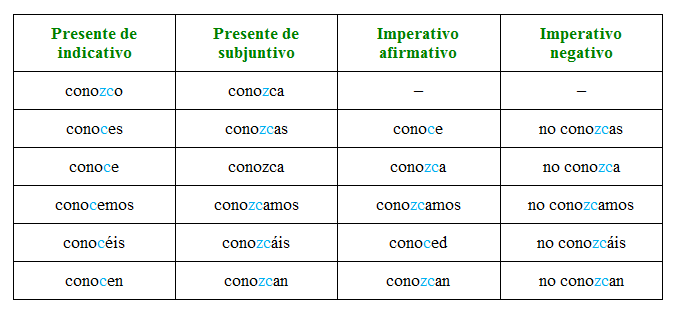 Presente de indicativo Presente de subjuntivo Imperativo afirmativo Imperativo negativo
conozco conozca – –
conoces conozcas conoce no conozcas
conoce conozca conozca no conozca
conocemos conozcamos conozcamos no conozcamos
conocéis conozcáis conoced no conozcáis
conocen conozcan conozcan no conozcan